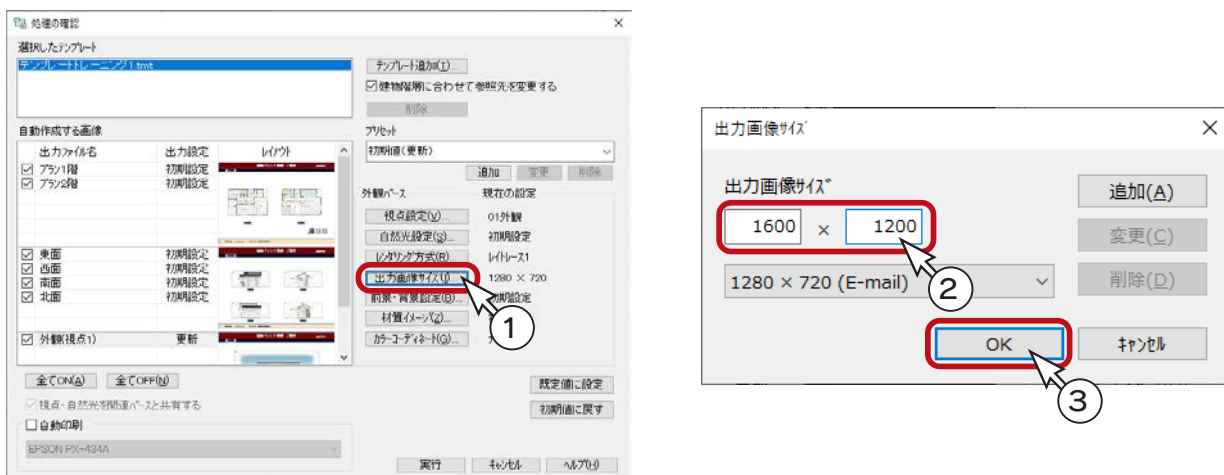 処理の確認
選択したテンプレート
テンプレートトレーニング1.tmt
テンプレート追加(T)...
建物階層に合わせて参照先を変更する
削除
自動作成する画像
出力ファイル名 出力設定 レイアウト
プラン1階 初期設定
プラン2階 初期設定
東面 初期設定
西面 初期設定
南面 初期設定
北面 初期設定
外観(視点1) 更新
プリセット
初期値(更新)
追加 変更 削除
外観パース 現在の設定
視点設定(V)... 01外観
自然光設定(S)... 初期設定
レンダリング方式(R)... レイトレース1
出力画像サイズ(I)... 1280 × 720
前景・背景設定(B)... 初期設定
材質イメージ(Z)...
カラーコーディネート(G)...
1
全てON(A) 全てOFF(N)
視点・自然光を関連パースと共有する
自動印刷
EPSON PX-434A
既定値に設定
初期値に戻す
実行 キャンセル ヘルプ(H)
出力画像サイズ
出力画像サイズ
1600 × 1200
1280 × 720 (E-mail)
2
追加(A)
変更(C)
削除(D)
OK キャンセル
3